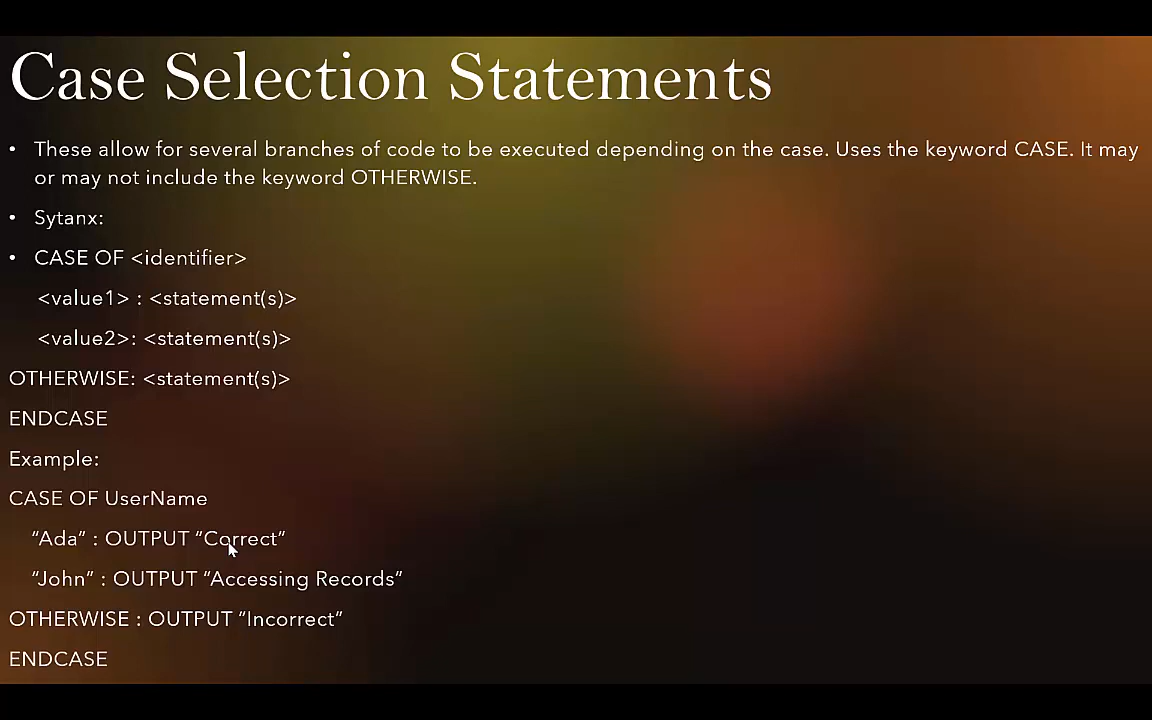 Case Selection Statements
• These allow for several branches of code to be executed depending on the case. Uses the keyword CASE. It may
or may not include the keyword OTHERWISE.
• Sytanx:
• CASE OF <identifier>
<value1> : <statement(s)>
<value2>: <statement(s)>
OTHERWISE: <statement(s)>
ENDCASE
Example:
CASE OF UserName
“Ada” : OUTPUT “Correct”
“John” : OUTPUT “Accessing Records”
OTHERWISE : OUTPUT “Incorrect”
ENDCASE